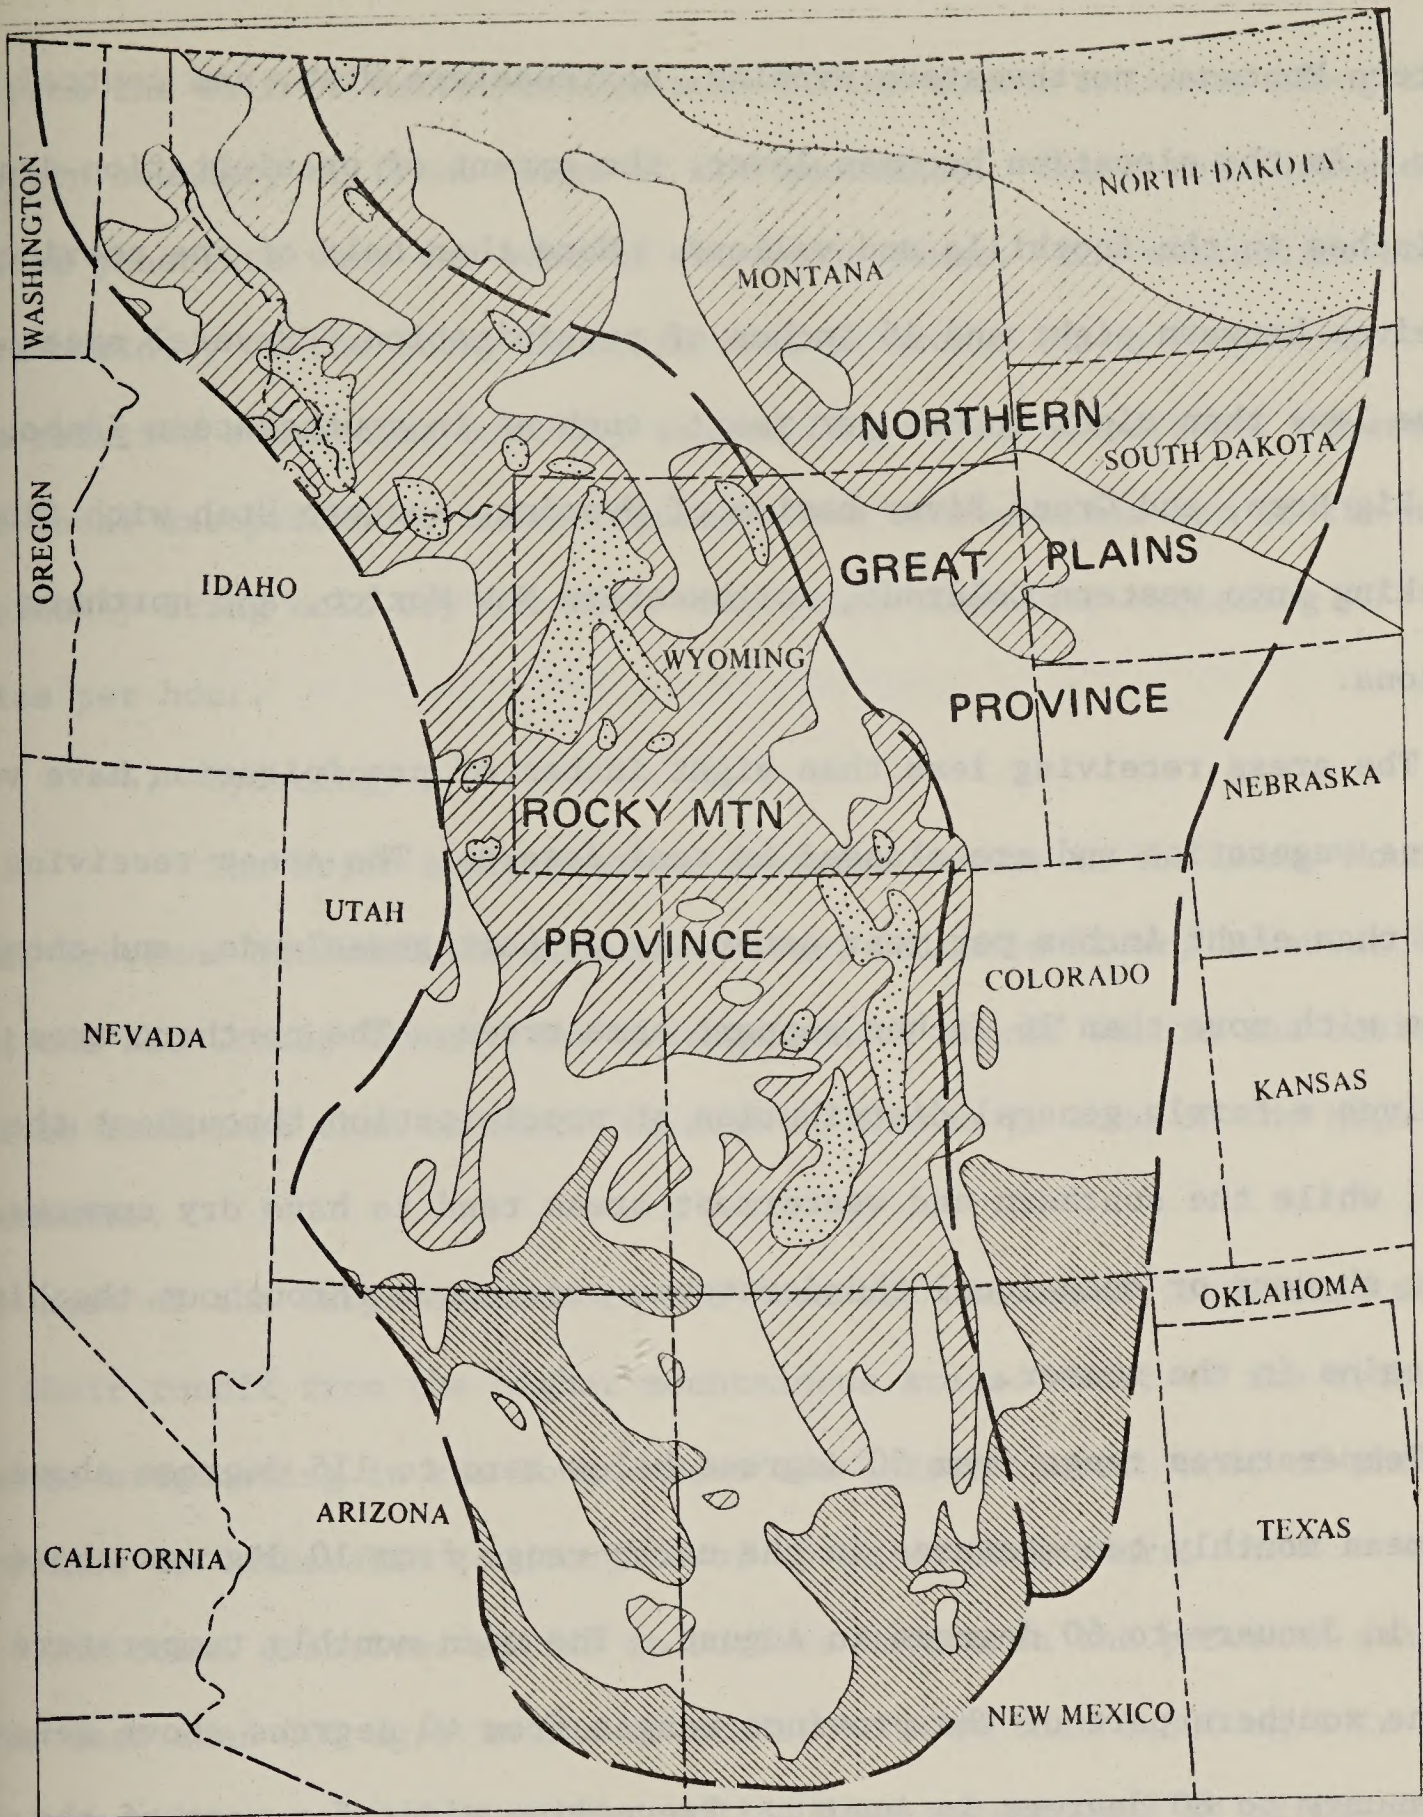 WASHINGTON
NORTH DAKOTA
MONTANA
NORTHERN
SOUTH DAKOTA
OREGON
IDAHO
GREAT PLAINS
WYOMING
PROVINCE
NEBRASKA
ROCKY MTN
UTAH
PROVINCE
COLORADO
NEVADA
KANSAS
OKLAHOMA
ARIZONA
CALIFORNIA
TEXAS
NEW MEXICO